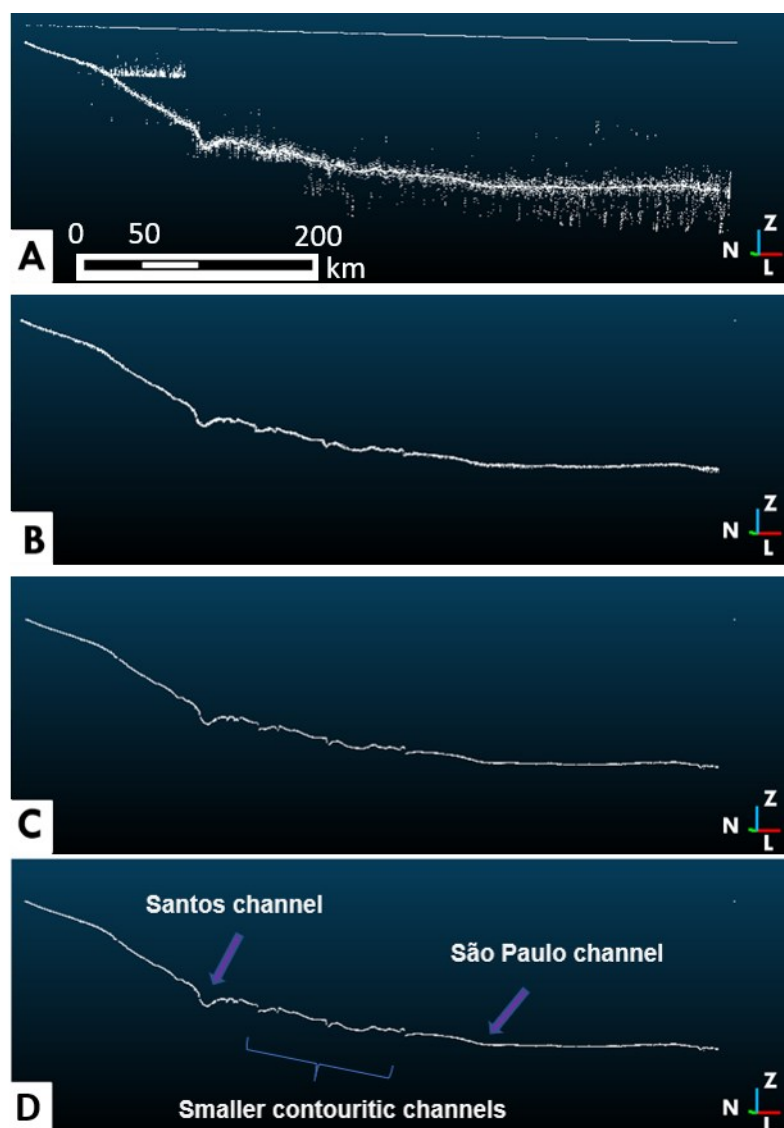 0 50 200
km
A
Z
N
L
B
Z
N
L
C
Z
N
L
Santos channel
São Paulo channel
Smaller contouritic channels
D
Z
N
L